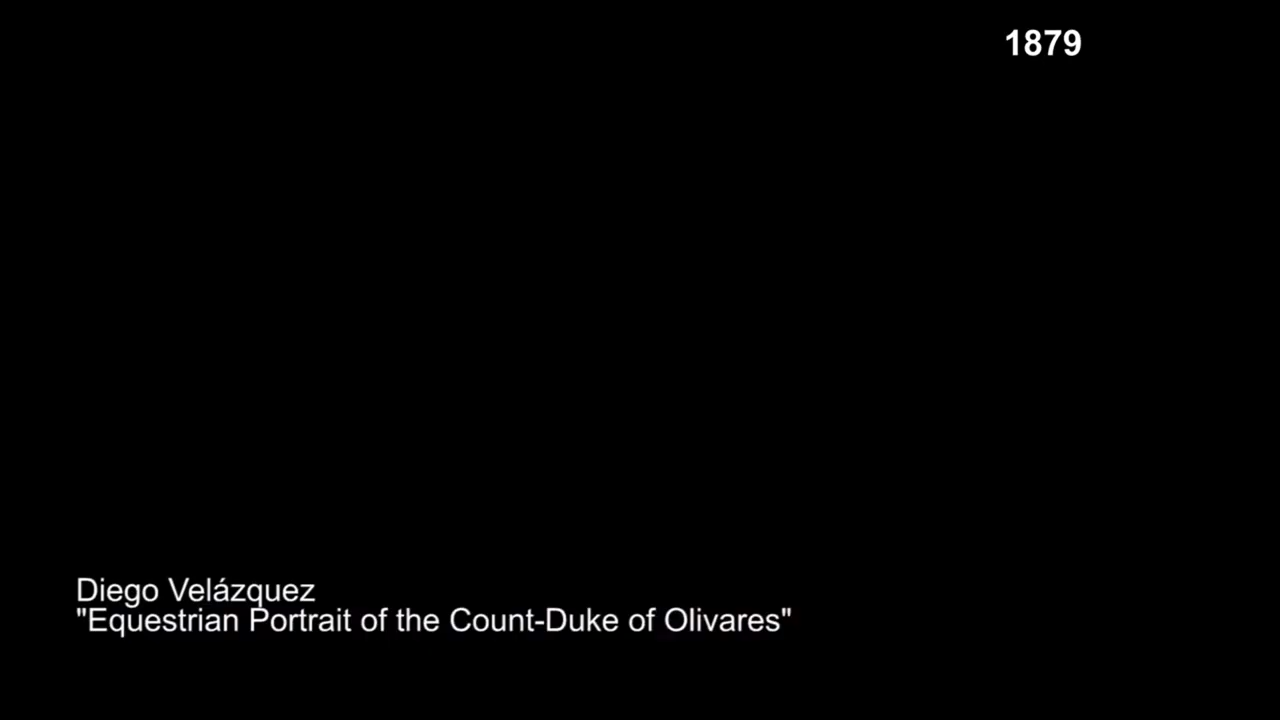 1879
Diego Velázquez
"Equestrian Portrait of the Count-Duke of Olivares"